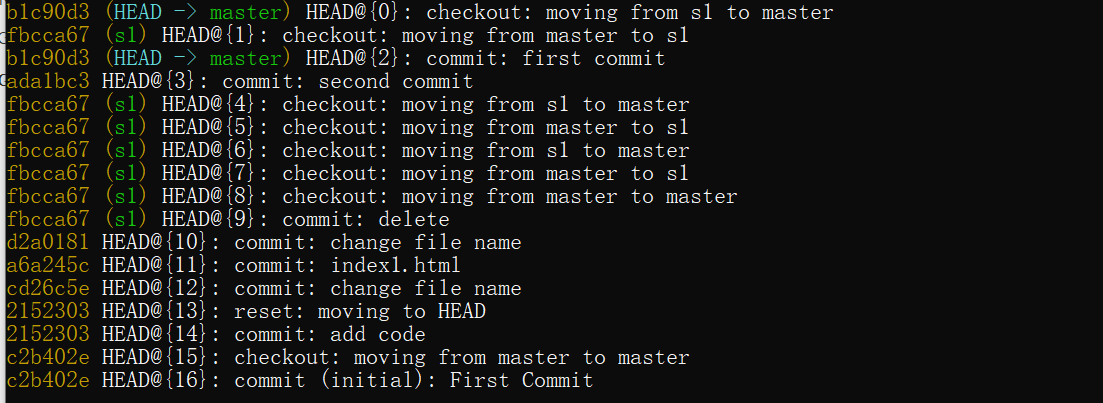 b1c90d3 (HEAD -> master) HEAD@{0}: checkout: moving from s1 to master
fbcca67 (s1) HEAD@{1}: checkout: moving from master to s1
b1c90d3 (HEAD -> master) HEAD@{2}: commit: first commit
ada1bc3 HEAD@{3}: commit: second commit
fbcca67 (s1) HEAD@{4}: checkout: moving from s1 to master
fbcca67 (s1) HEAD@{5}: checkout: moving from master to s1
fbcca67 (s1) HEAD@{6}: checkout: moving from s1 to master
fbcca67 (s1) HEAD@{7}: checkout: moving from master to s1
fbcca67 (s1) HEAD@{8}: checkout: moving from master to master
fbcca67 (s1) HEAD@{9}: commit: delete
d2a0181 HEAD@{10}: commit: change file name
a6a245c HEAD@{11}: commit: index1.html
cd26c5e HEAD@{12}: commit: change file name
2152303 HEAD@{13}: reset: moving to HEAD
2152303 HEAD@{14}: commit: add code
c2b402e HEAD@{15}: checkout: moving from master to master
c2b402e HEAD@{16}: commit (initial): First Commit